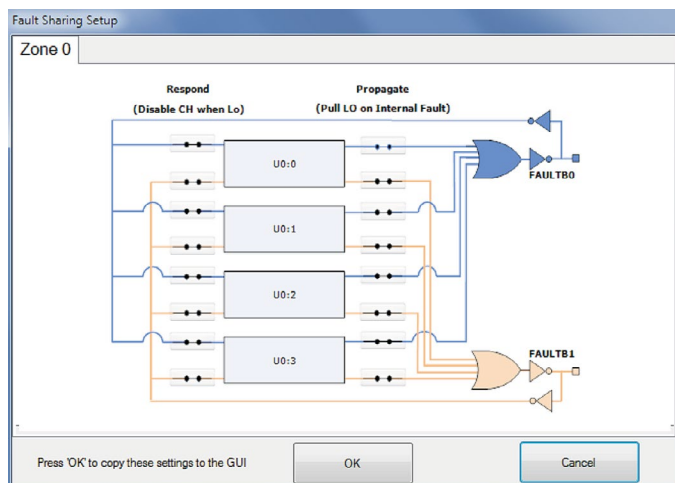 Fault Sharing Setup
Zone 0
Respond
(Disable CH when Lo)
Propagate
(Pull LO on Internal Fault)
U0:0
FAULTB0
U0:1
U0:2
U0:3
FAULTB1
Press 'OK' to copy these settings to the GUI
OK
Cancel